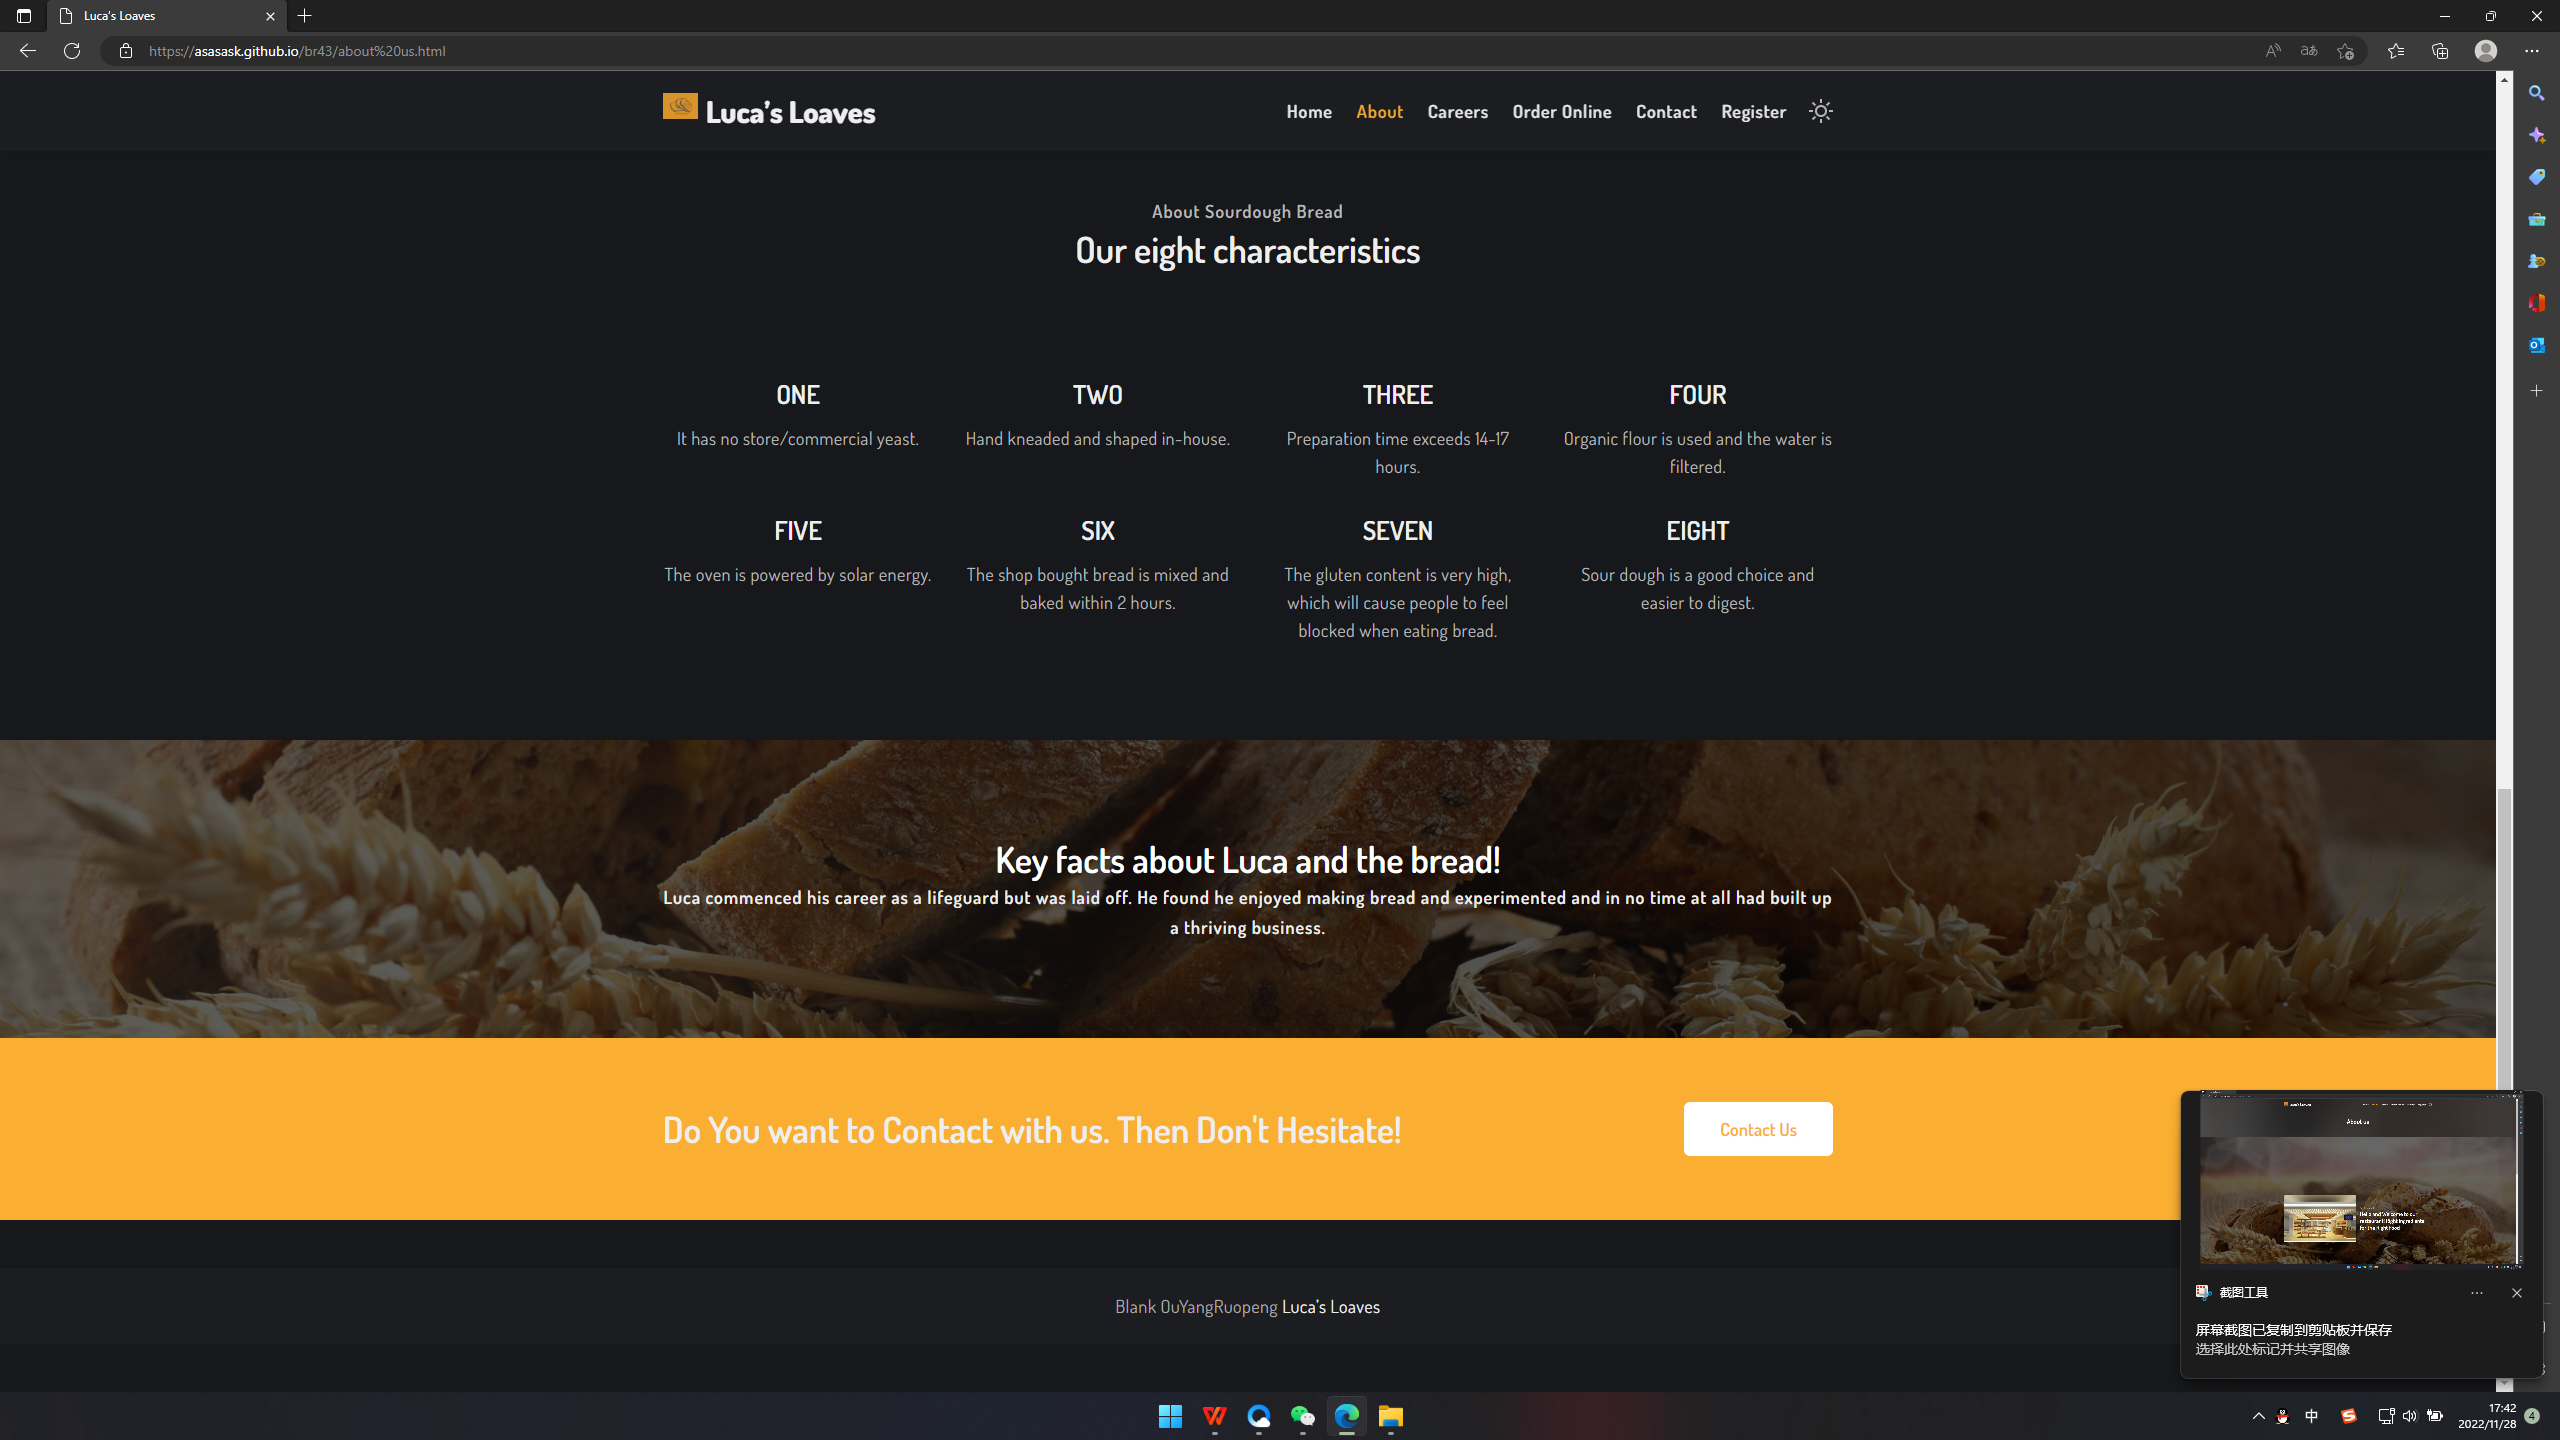 Luca's Loaves
https://asasask.github.io/br43/about%20us.html
Luca's Loaves
Home About Careers Order Online Contact Register
About Sourdough Bread
Our eight characteristics
ONE
It has no store/commercial yeast.
TWO
Hand kneaded and shaped in-house.
THREE
Preparation time exceeds 14-17
hours.
FOUR
Organic flour is used and the water is
filtered.
FIVE
The oven is powered by solar energy.
SIX
The shop bought bread is mixed and
baked within 2 hours.
SEVEN
The gluten content is very high,
which will cause people to feel
blocked when eating bread.
EIGHT
Sour dough is a good choice and
easier to digest.
Key facts about Luca and the bread!
Luca commenced his career as a lifeguard but was laid off. He found he enjoyed making bread and experimented and in no time at all had built up
a thriving business.
Do You want to Contact with us. Then Don't Hesitate!
Contact Us
About us
截图工具
屏幕截图已复制到剪贴板并保存
选择此处标记并共享图像
Blank OuYangRuopeng Luca's Loaves
中
17:42
2022/11/28
4